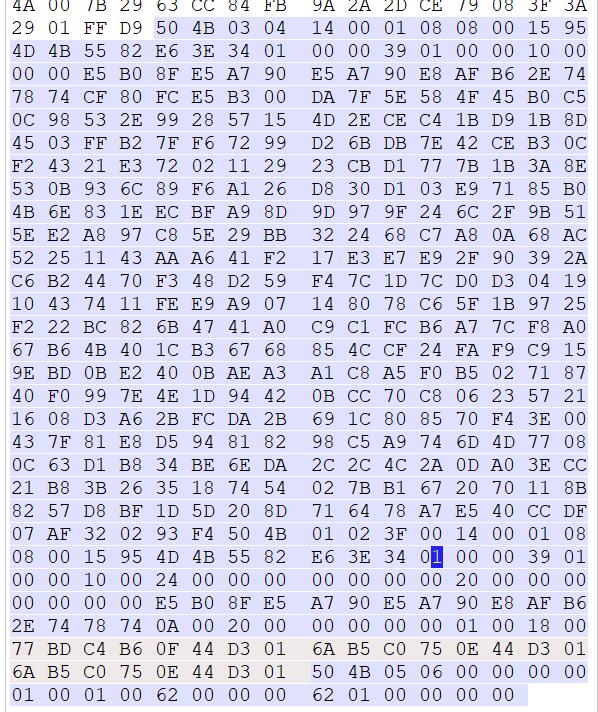 4A 00 7B 29 63 CC 84 FB 9A 2A 2D CE 79 08 3F 3A
29 01 FF D9 50 4B 03 04 14 00 01 08 08 00 15 95
4D 4B 55 82 E6 3E 34 01 00 00 39 01 00 00 10 00
00 00 E5 B0 8F E5 A7 90 E5 A7 90 E8 AF B6 2E 74
78 74 CF 80 FC E5 B3 00 DA 7F 5E 58 4F 45 B0 C5
0C 98 53 2E 99 28 57 15 4D 2E CE C4 1B D9 1B 8D
45 03 FF B2 7F F6 72 99 D2 6B DB 7E 42 CE B3 0C
F2 43 21 E3 72 02 11 29 23 CB D1 77 7B 1B 3A 8E
53 0B 93 6C 89 F6 A1 26 D8 30 D1 03 E9 71 85 B0
4B 6E 83 1E EC BF A9 8D 9D 97 9F 24 6C 2F 9B 51
5E E2 A8 97 C8 5E 29 BB 32 24 68 C7 A8 0A 68 AC
52 25 11 43 AA A6 41 F2 17 E3 E7 E9 2F 90 39 2A
C6 B2 44 70 F3 48 D2 59 F4 7C 1D 7C D0 D3 04 19
10 43 74 11 FE E9 A9 07 14 80 78 C6 5F 1B 97 25
F2 22 BC 82 6B 47 41 A0 C9 C1 FC B6 A7 7C F8 A0
67 B6 4B 40 1C B3 67 68 85 4C CF 24 FA F9 C9 15
9E BD 0B E2 40 0B AE A3 A1 C8 A5 F0 B5 02 71 87
40 F0 99 7E 4E 1D 94 42 0B CC 70 C8 06 23 57 21
16 08 D3 A6 2B FC DA 2B 69 1C 80 85 70 F4 3E 00
43 7F 81 E8 D5 94 81 82 98 C5 A9 74 6D 4D 77 08
0C 63 D1 B8 34 BE 6E DA 2C 2C 4C 2A 0D A0 3E CC
21 B8 3B 26 35 18 74 54 02 7B B1 67 20 70 11 8B
82 57 D8 BF 1D 5D 20 8D 71 64 78 A7 E5 40 CC DF
07 AF 32 02 93 F4 50 4B 01 02 3F 00 14 00 01 08
08 00 15 95 4D 4B 55 82 E6 3E 34 01 00 00 39 01
00 00 10 00 24 00 00 00 00 00 00 00 20 00 00 00
00 00 00 00 E5 B0 8F E5 A7 90 E5 A7 90 E8 AF B6
2E 74 78 74 0A 00 20 00 00 00 00 00 01 00 18 00
77 BD C4 B6 0F 44 D3 01 6A B5 C0 75 0E 44 D3 01
6A B5 C0 75 0E 44 D3 01 50 4B 05 06 00 00 00 00
01 00 01 00 62 00 00 00 62 01 00 00 00 00